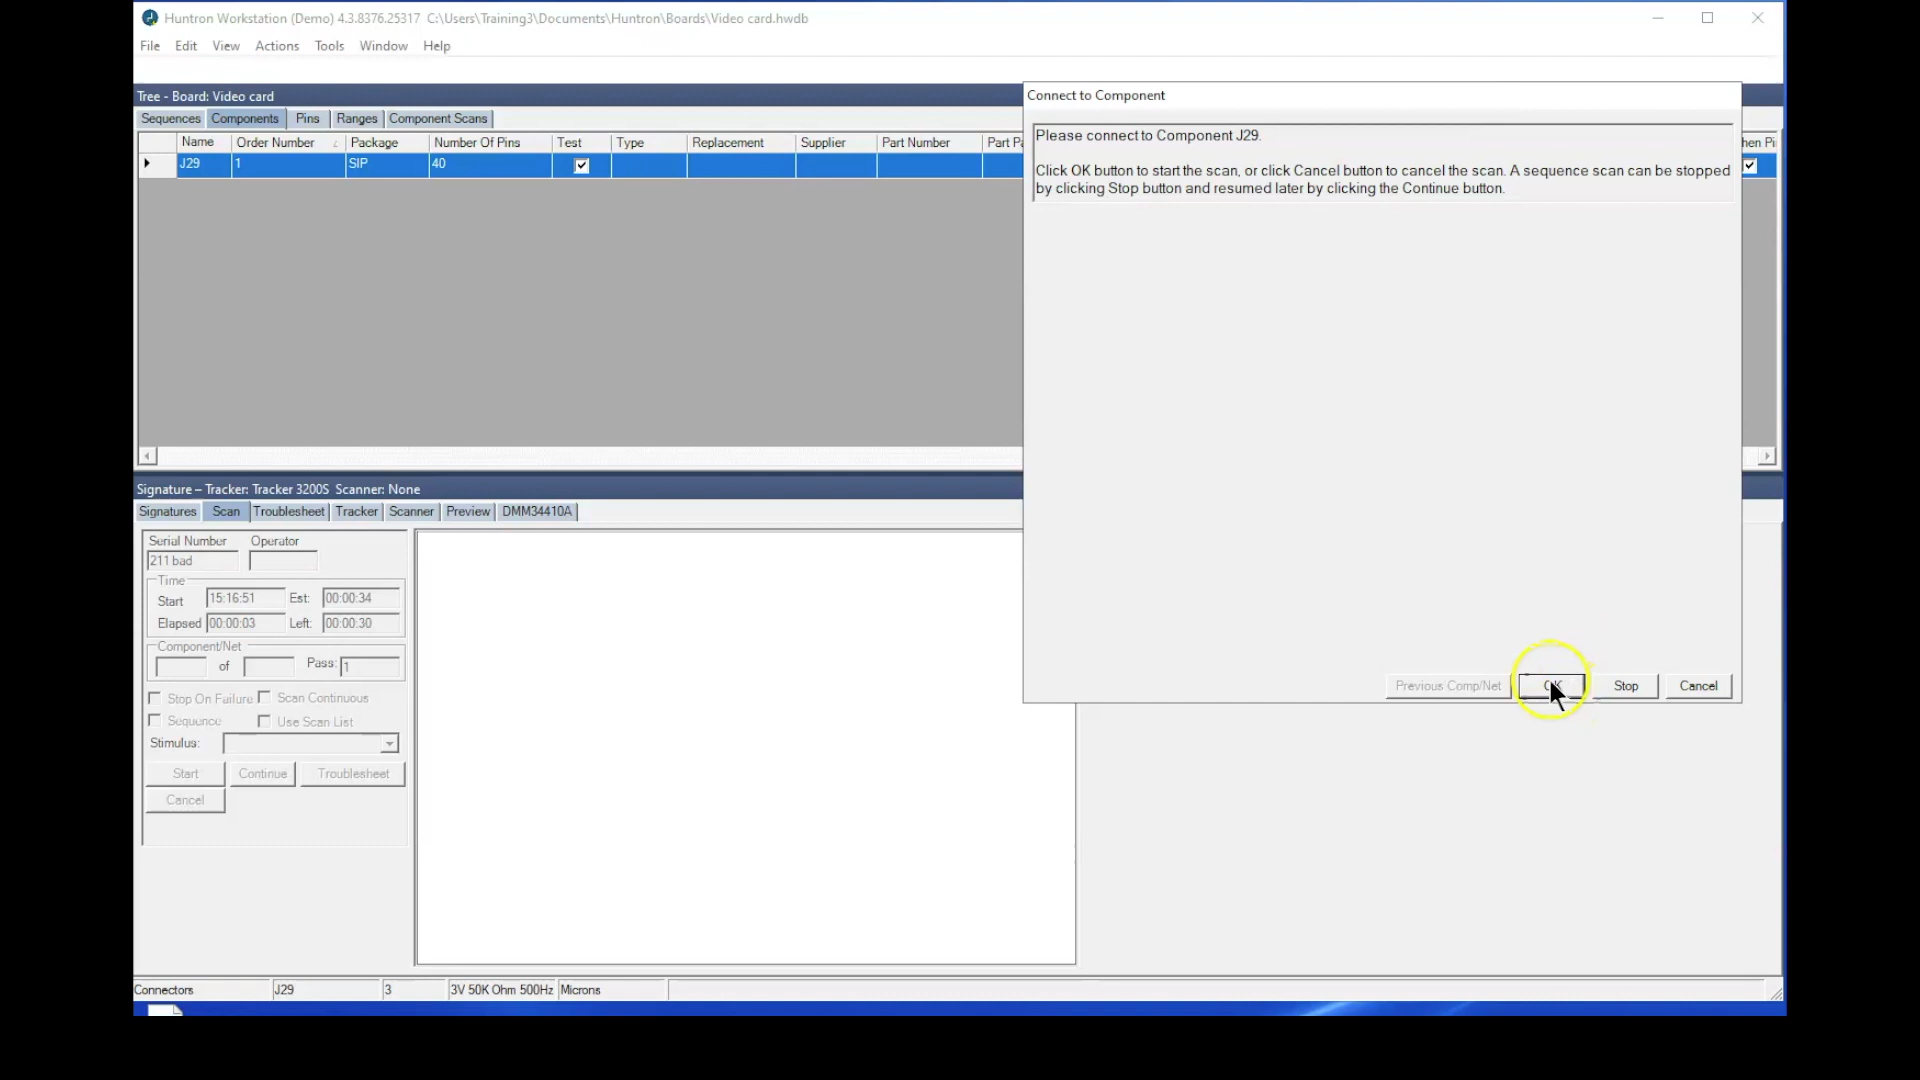 Huntron Workstation (Demo) 4.3.8376.25317  C:\Users\Training3\Documents\Huntron\Boards\Video card.hwdb
File Edit View Actions Tools Window Help
Tree - Board: Video card
Sequences Components Pins Ranges Component Scans
Name Order Number Package Number Of Pins Test Type Replacement Supplier Part Number Part Pa hen Pi
J29 1 SIP 40
Connect to Component
Please connect to Component J29.
Click OK button to start the scan, or click Cancel button to cancel the scan. A sequence scan can be stopped
by clicking Stop button and resumed later by clicking the Continue button.
Previous Comp/Net OK Stop Cancel
Signature – Tracker: Tracker 3200S  Scanner: None
Signatures Scan Troubleshoot Tracker Scanner Preview DMM34410A
Serial Number Operator
211 bad
Time
Start 15:16:51 Est: 00:00:34
Elapsed 00:00:03 Left: 00:00:30
Component/Net
of Pass: 1
Stop On Failure Scan Continuous
Sequence Use Scan List
Stimulus:
Start Continue Troubleshoot
Cancel
Connectors J29 3 3V 50K Ohm 500Hz Microns